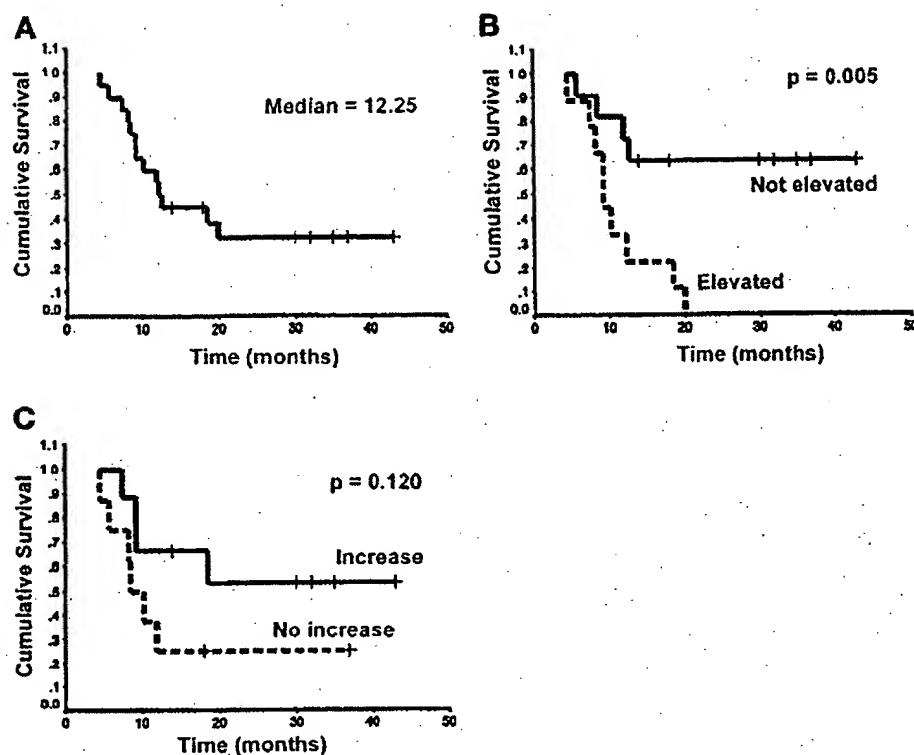 A
1.1
1.0
.9
.8
.7
.6
.5
.4
.3
.2
.1
0.0
Cumulative Survival
Median = 12.25
0 10 20 30 40 50
Time (months)
B
1.1
1.0
.9
.8
.7
.6
.5
.4
.3
.2
.1
0.0
Cumulative Survival
p = 0.005
Not elevated
Elevated
0 10 20 30 40 50
Time (months)
C
1.1
1.0
.9
.8
.7
.6
.5
.4
.3
.2
.1
0.0
Cumulative Survival
p = 0.120
Increase
No increase
0 10 20 30 40 50
Time (months)